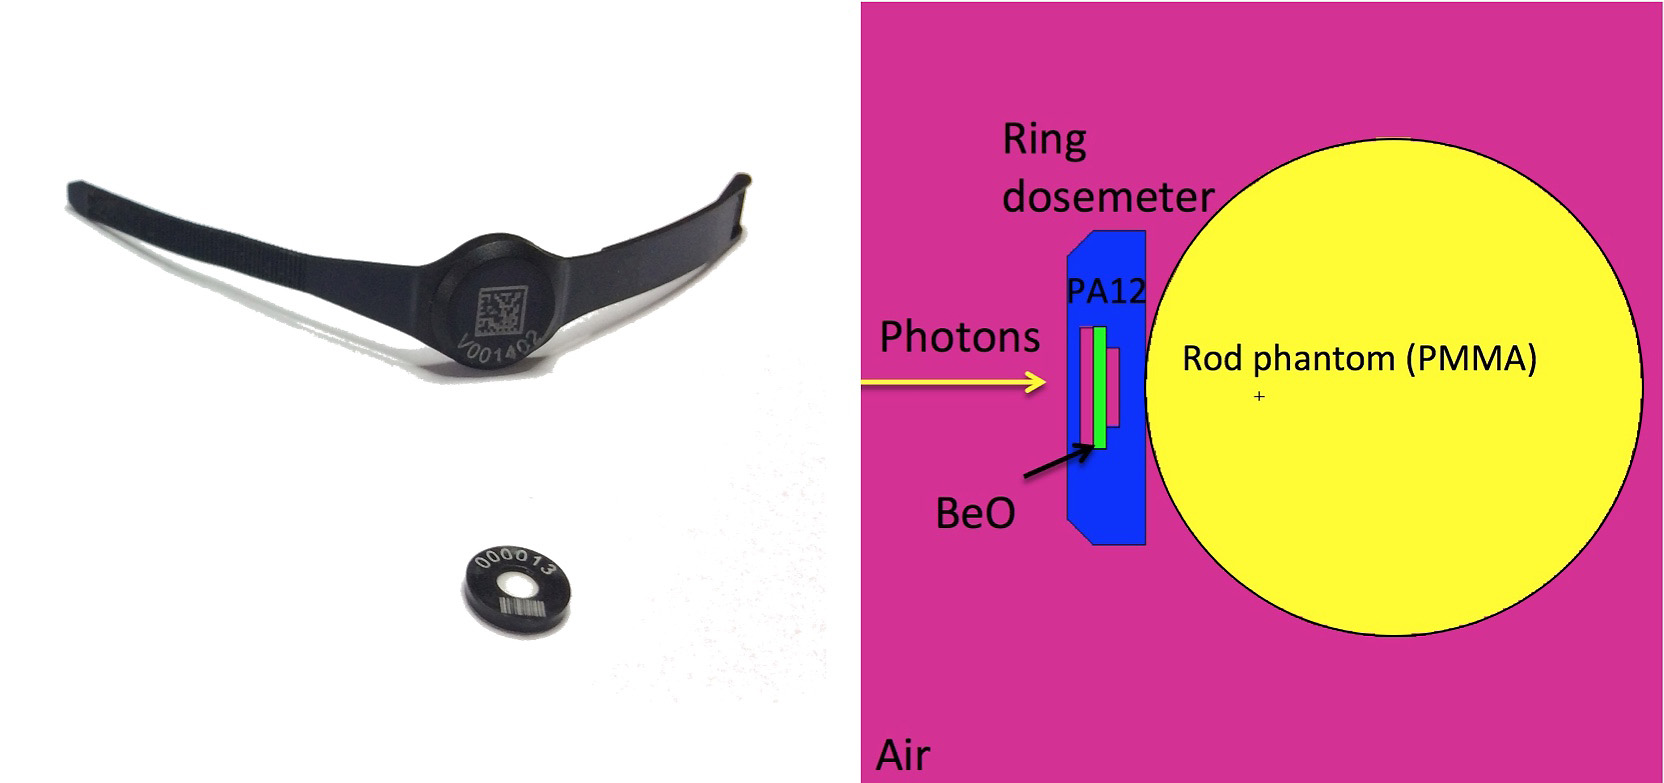 V001402
000013
Ring
dosemeter
PA12
Photons
Rod phantom (PMMA)
BeO
Air